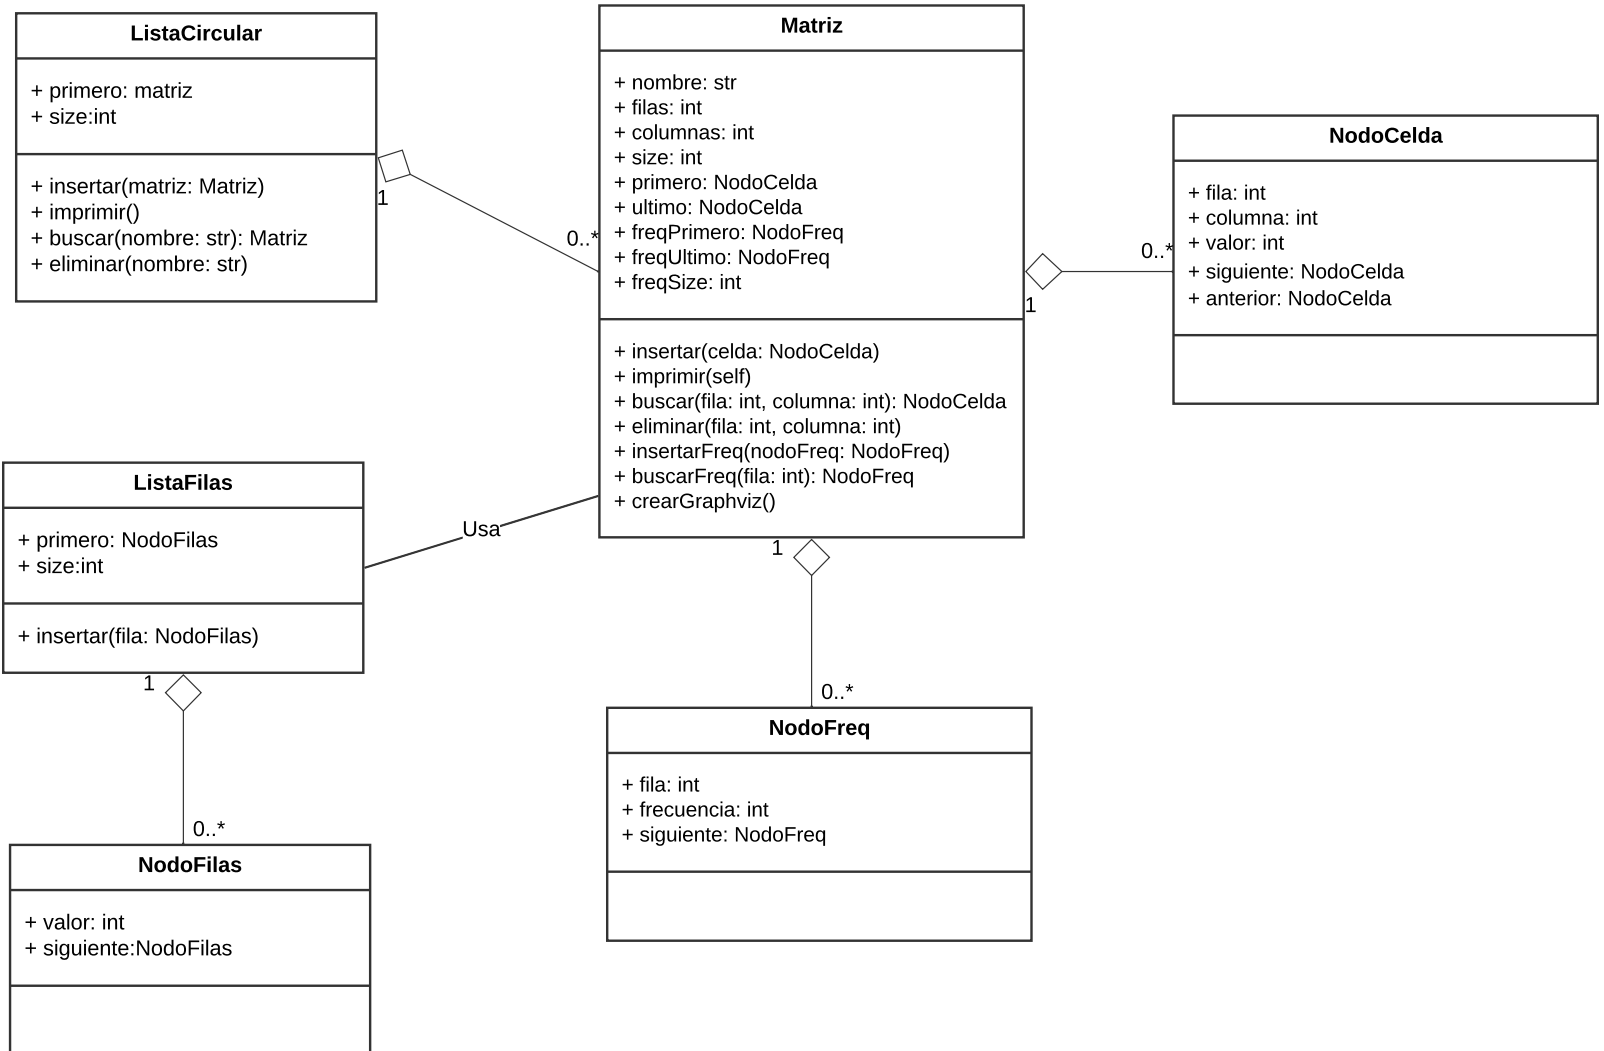 ListaCircular
+ primero: matriz
+ size:int
+ insertar(matriz: Matriz)
+ imprimir()
+ buscar(nombre: str): Matriz
+ eliminar(nombre: str)
1
0..*
Matriz
+ nombre: str
+ filas: int
+ columnas: int
+ size: int
+ primero: NodoCelda
+ ultimo: NodoCelda
+ freqPrimero: NodoFreq
+ freqUltimo: NodoFreq
+ freqSize: int
+ insertar(celda: NodoCelda)
+ imprimir(self)
+ buscar(fila: int, columna: int): NodoCelda
+ eliminar(fila: int, columna: int)
+ insertarFreq(nodoFreq: NodoFreq)
+ buscarFreq(fila: int): NodoFreq
+ crearGraphviz()
1
0..*
NodoCelda
+ fila: int
+ columna: int
+ valor: int
+ siguiente: NodoCelda
+ anterior: NodoCelda
ListaFilas
+ primero: NodoFilas
+ size:int
+ insertar(fila: NodoFilas)
Usa
1
0..*
NodoFreq
+ fila: int
+ frecuencia: int
+ siguiente: NodoFreq
1
0..*
NodoFilas
+ valor: int
+ siguiente:NodoFilas